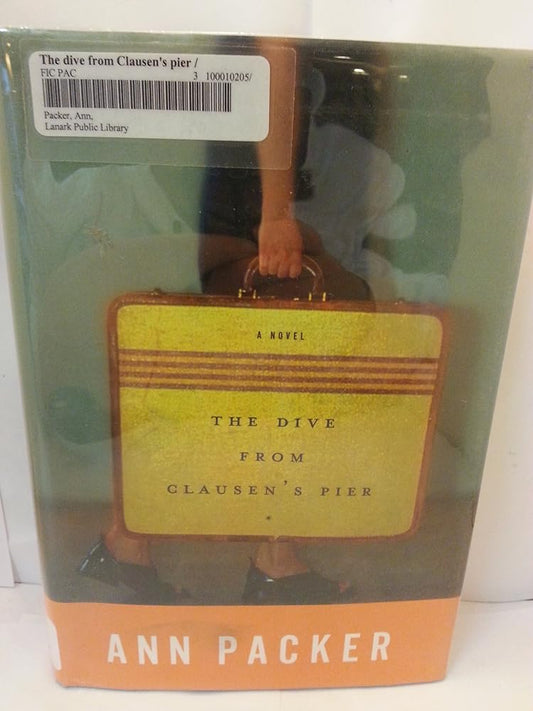 The dive from Clausen's pier /
FIC PAC 3 100010205/
Packer, Ann,
Lanark Public Library
A NOVEL
THE DIVE
FROM
CLAUSEN'S PIER
ANN PACKER